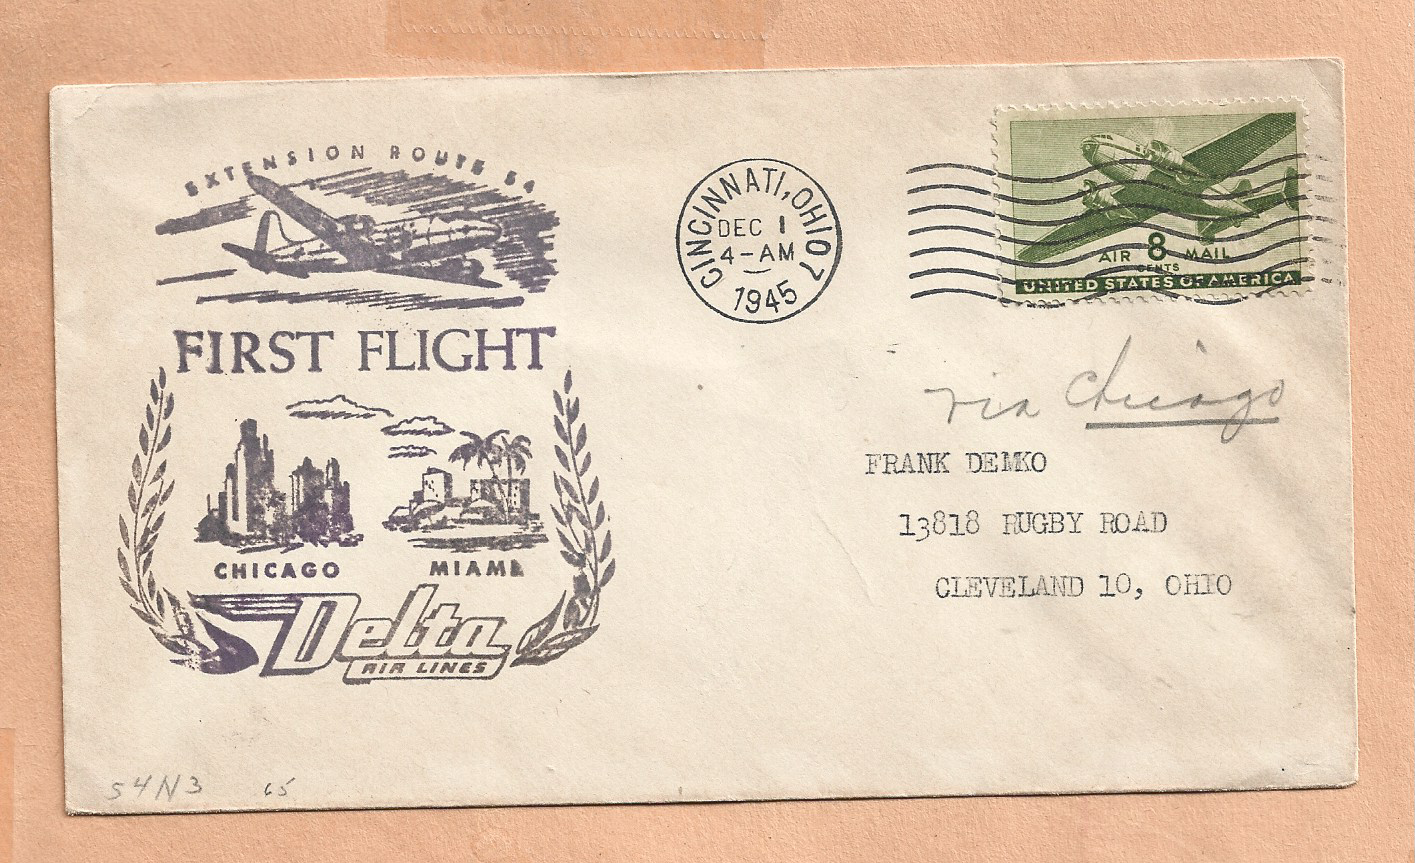 EXTENSION ROUTE 54
FIRST FLIGHT
CHICAGO
MIAMI
Delta
AIR LINES
CINCINNATI, OHIO 7
DEC 1
4-AM
1945
AIR 8 MAIL
CENTS
UNITED STATES OF AMERICA
via Chicago
FRANK DEMKO
13818 RUGBY ROAD
CLEVELAND 10, OHIO
54N3 65